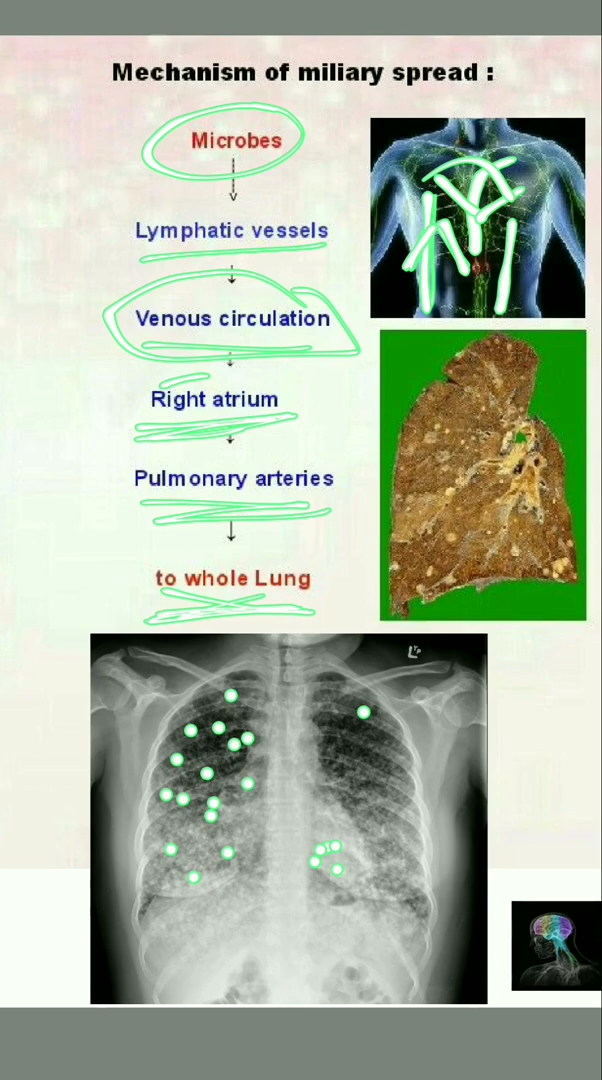 Mechanism of miliary spread :
Microbes
Lymphatic vessels
Venous circulation
Right atrium
Pulmonary arteries
to whole Lung